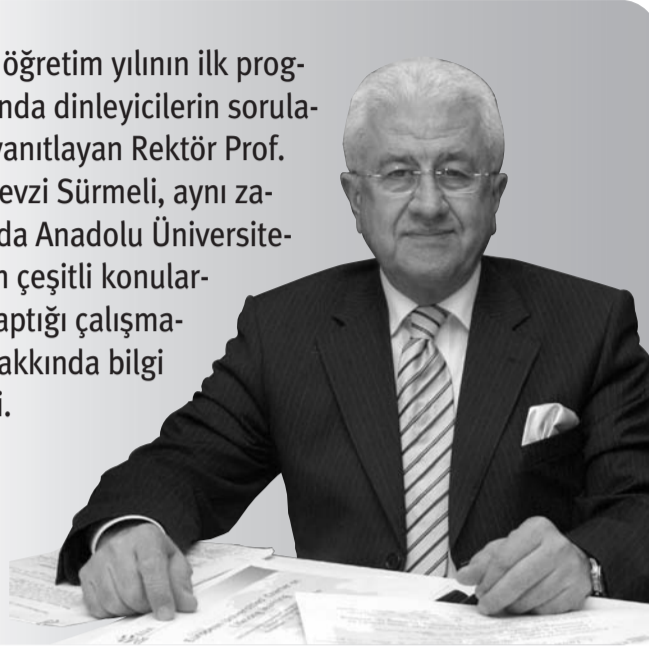 öğretim yılının ilk prog-
nda dinleyicilerin sorula-
yanıtlayan Rektör Prof.
evzi Sürmeli, aynı za-
da Anadolu Üniversite-
n çeşitli konular-
aptığı çalışma-
akkında bilgi
i.